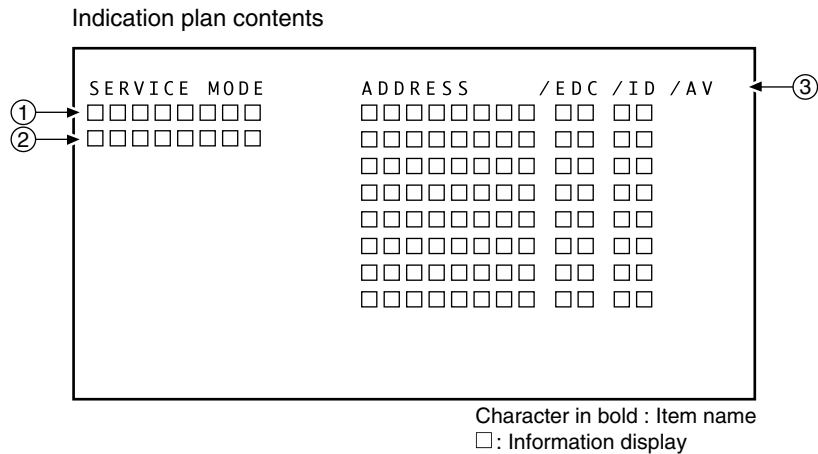 Indication plan contents
SERVICE MODE ADDRESS /EDC /ID /AV ③
① □□□□□□□□ □□□□□□□□ □□ □□
② □□□□□□□□ □□□□□□□□ □□ □□
□□□□□□□□ □□ □□
□□□□□□□□ □□ □□
□□□□□□□□ □□ □□
□□□□□□□□ □□ □□
□□□□□□□□ □□ □□
□□□□□□□□ □□ □□
Character in bold : Item name
□ : Information display